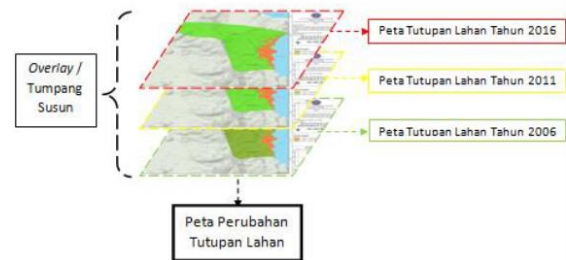 Overlay /
Tumpang
Susun
Peta Tutupan Lahan Tahun 2016
Peta Tutupan Lahan Tahun 2011
Peta Tutupan Lahan Tahun 2006
Peta Perubahan
Tutupan Lahan